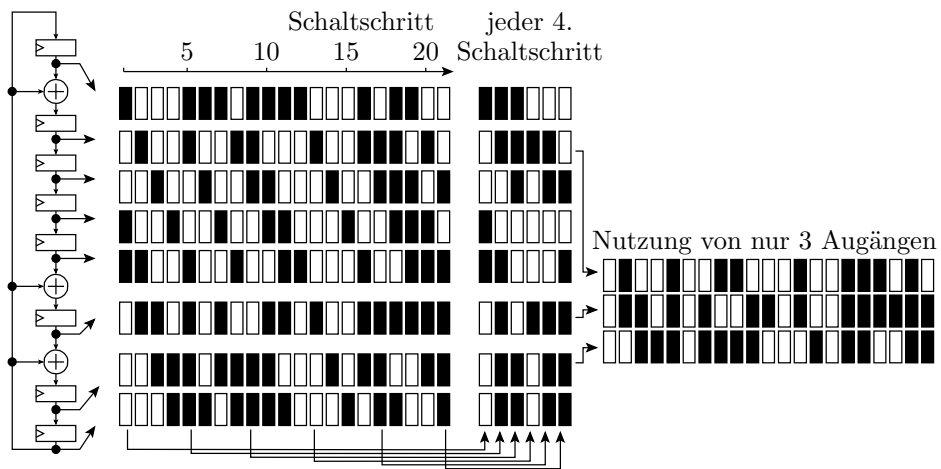 Schaltschritt
5 10 15 20
jeder 4.
Schaltschritt
Nutzung von nur 3 Augängen